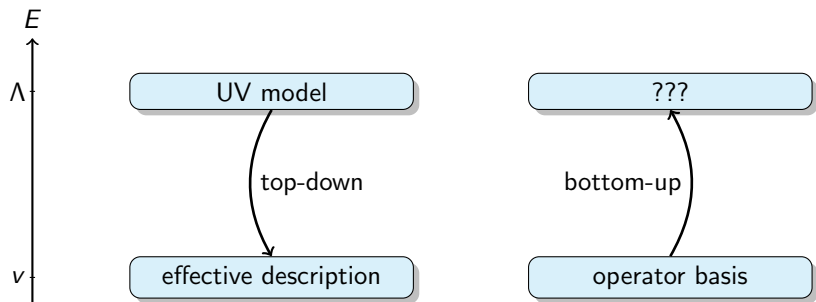 E
Λ
UV model
???
top-down
bottom-up
v
effective description
operator basis